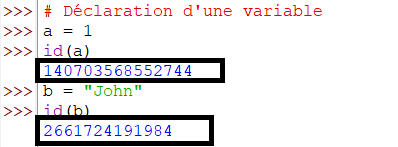 >>> # Déclaration d'une variable
>>> a = 1
>>> id(a)
140703568552744
>>> b = "John"
>>> id(b)
2661724191984